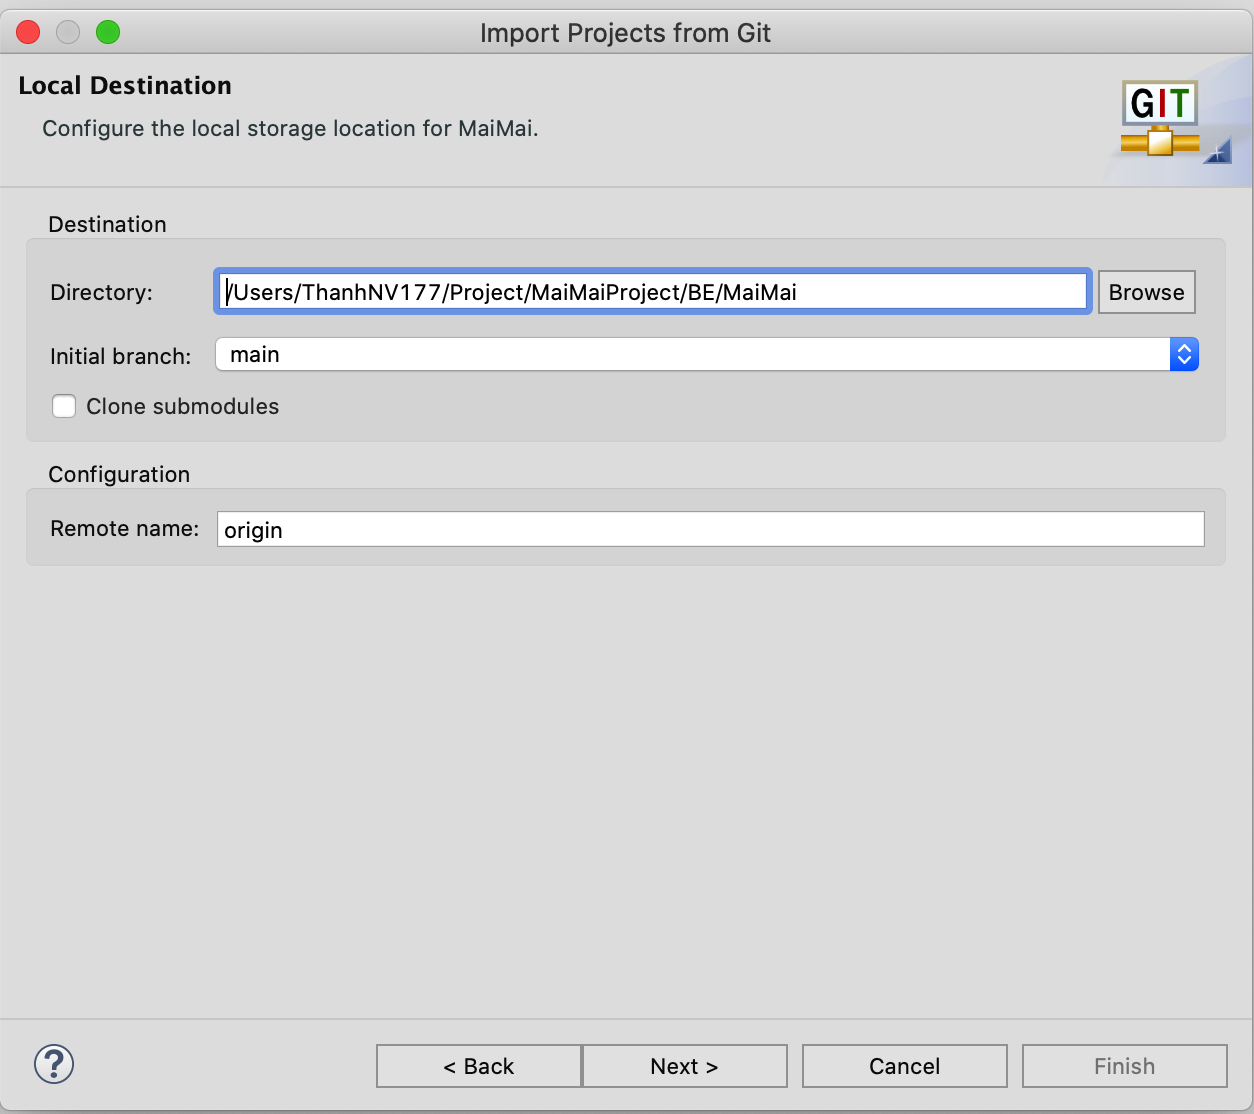 Import Projects from Git
Local Destination
Configure the local storage location for MaiMai.
GIT
Destination
Directory: /Users/ThanhNV177/Project/MaiMaiProject/BE/MaiMai Browse
Initial branch: main
Clone submodules
Configuration
Remote name: origin
? < Back Next > Cancel Finish